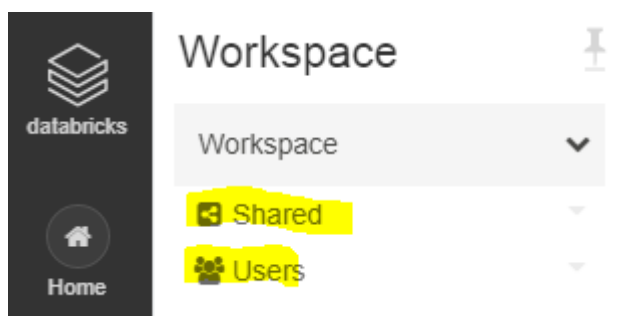 databricks
Home
Workspace
Workspace
Shared
Users